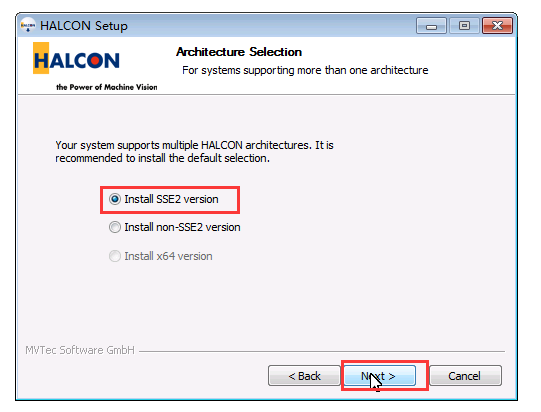 HALCON Setup
HALCON
the Power of Machine Vision
Architecture Selection
For systems supporting more than one architecture
Your system supports multiple HALCON architectures. It is
recommended to install the default selection.
Install SSE2 version
Install non-SSE2 version
Install x64 version
MVTec Software GmbH
< Back
Next >
Cancel